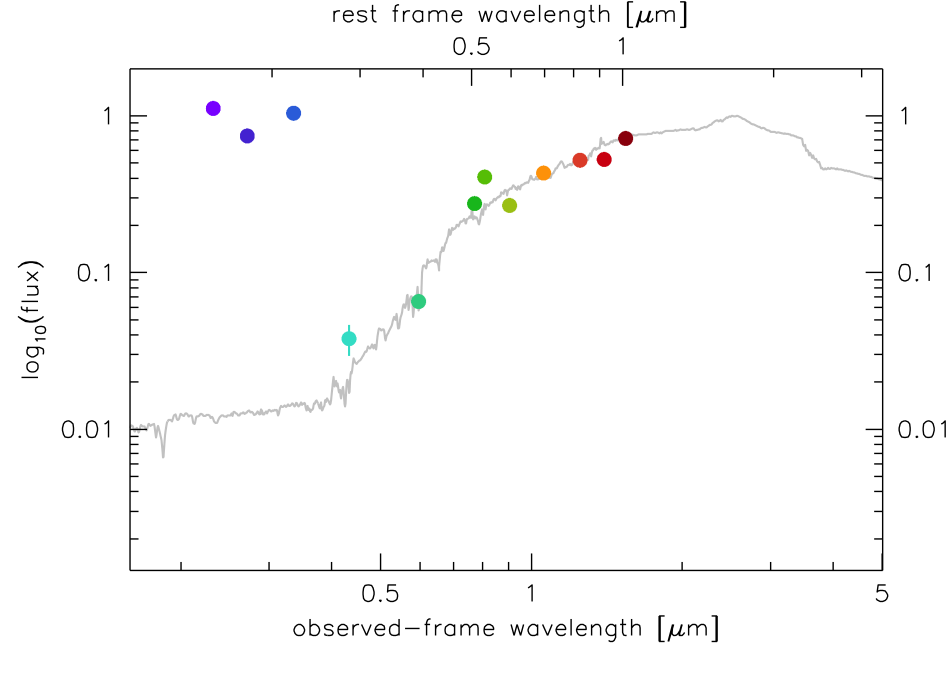 rest frame wavelength [μm]
0.5 1
1 1
0.1 0.1
0.01 0.01
log10(flux)
0.5 1 5
observed-frame wavelength [μm]